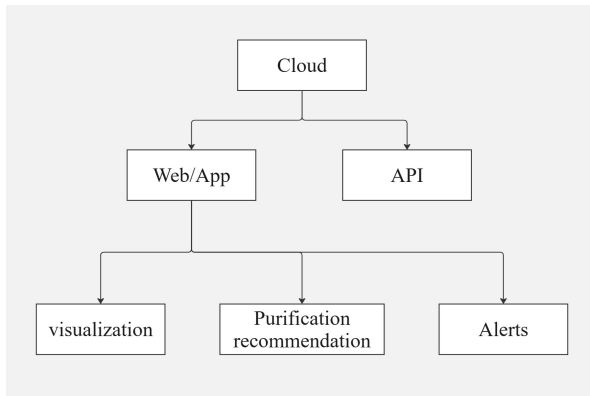 Cloud
Web/App
API
visualization
Purification
recommendation
Alerts